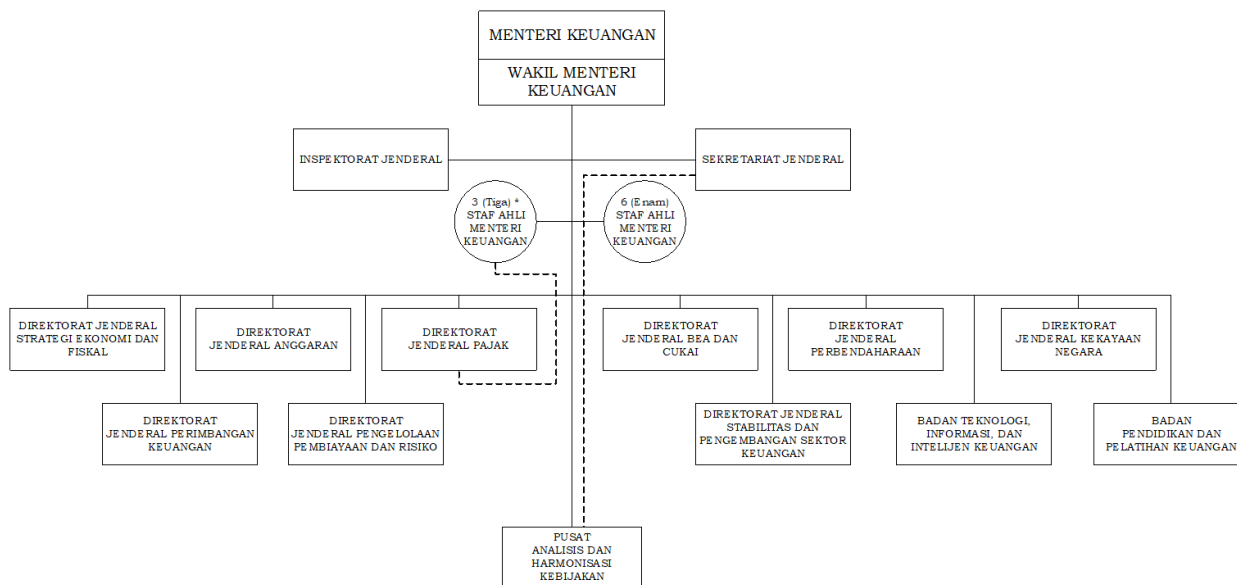 MENTERI KEUANGAN
WAKIL MENTERI
KEUANGAN
INSPEKTORAT JENDERAL
SEKRETARIAT JENDERAL
3 (Tiga) *
STAF AHLI
MENTERI
KEUANGAN
6 (Enam)
STAF AHLI
MENTERI
KEUANGAN
DIREKTORAT JENDERAL
STRATEGI EKONOMI DAN
FISKAL
DIREKTORAT
JENDERAL ANGGARAN
DIREKTORAT
JENDERAL PAJAK
DIREKTORAT
JENDERAL BEA DAN
CUKAI
DIREKTORAT
JENDERAL
PERBENDAHARAAN
DIREKTORAT
JENDERAL KEKAYAAN
NEGARA
DIREKTORAT
JENDERAL PERIMBANGAN
KEUANGAN
DIREKTORAT
JENDERAL PENGELOLAAN
PEMBIAYAAN DAN RISIKO
DIREKTORAT JENDERAL
STABILITAS DAN
PENGEMBANGAN SEKTOR
KEUANGAN
BADAN TEKNOLOGI,
INFORMASI, DAN
INTELIJEN KEUANGAN
BADAN
PENDIDIKAN DAN
PELATIHAN KEUANGAN
PUSAT
ANALISIS DAN
HARMONISASI
KEBIJAKAN